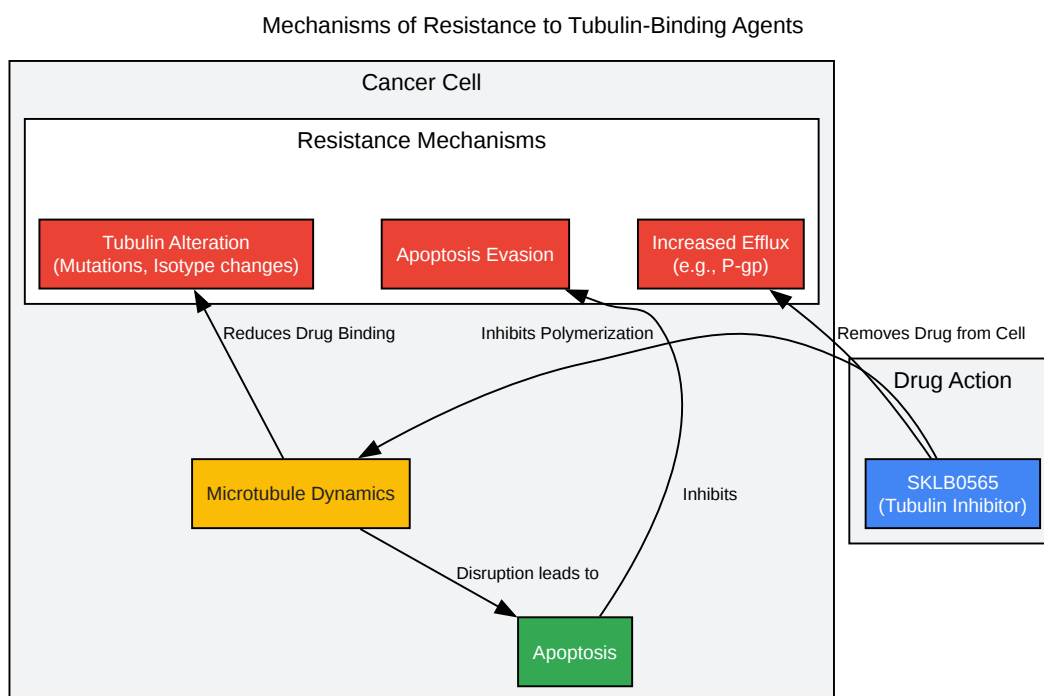 Mechanisms of Resistance to Tubulin-Binding Agents
Cancer Cell
Resistance Mechanisms
Tubulin Alteration
(Mutations, Isotype changes)
Apoptosis Evasion
Increased Efflux
(e.g., P-gp)
Reduces Drug Binding
Inhibits Polymerization
Removes Drug from Cell
Drug Action
Microtubule Dynamics
Inhibits
SKLB0565
(Tubulin Inhibitor)
Disruption leads to
Apoptosis